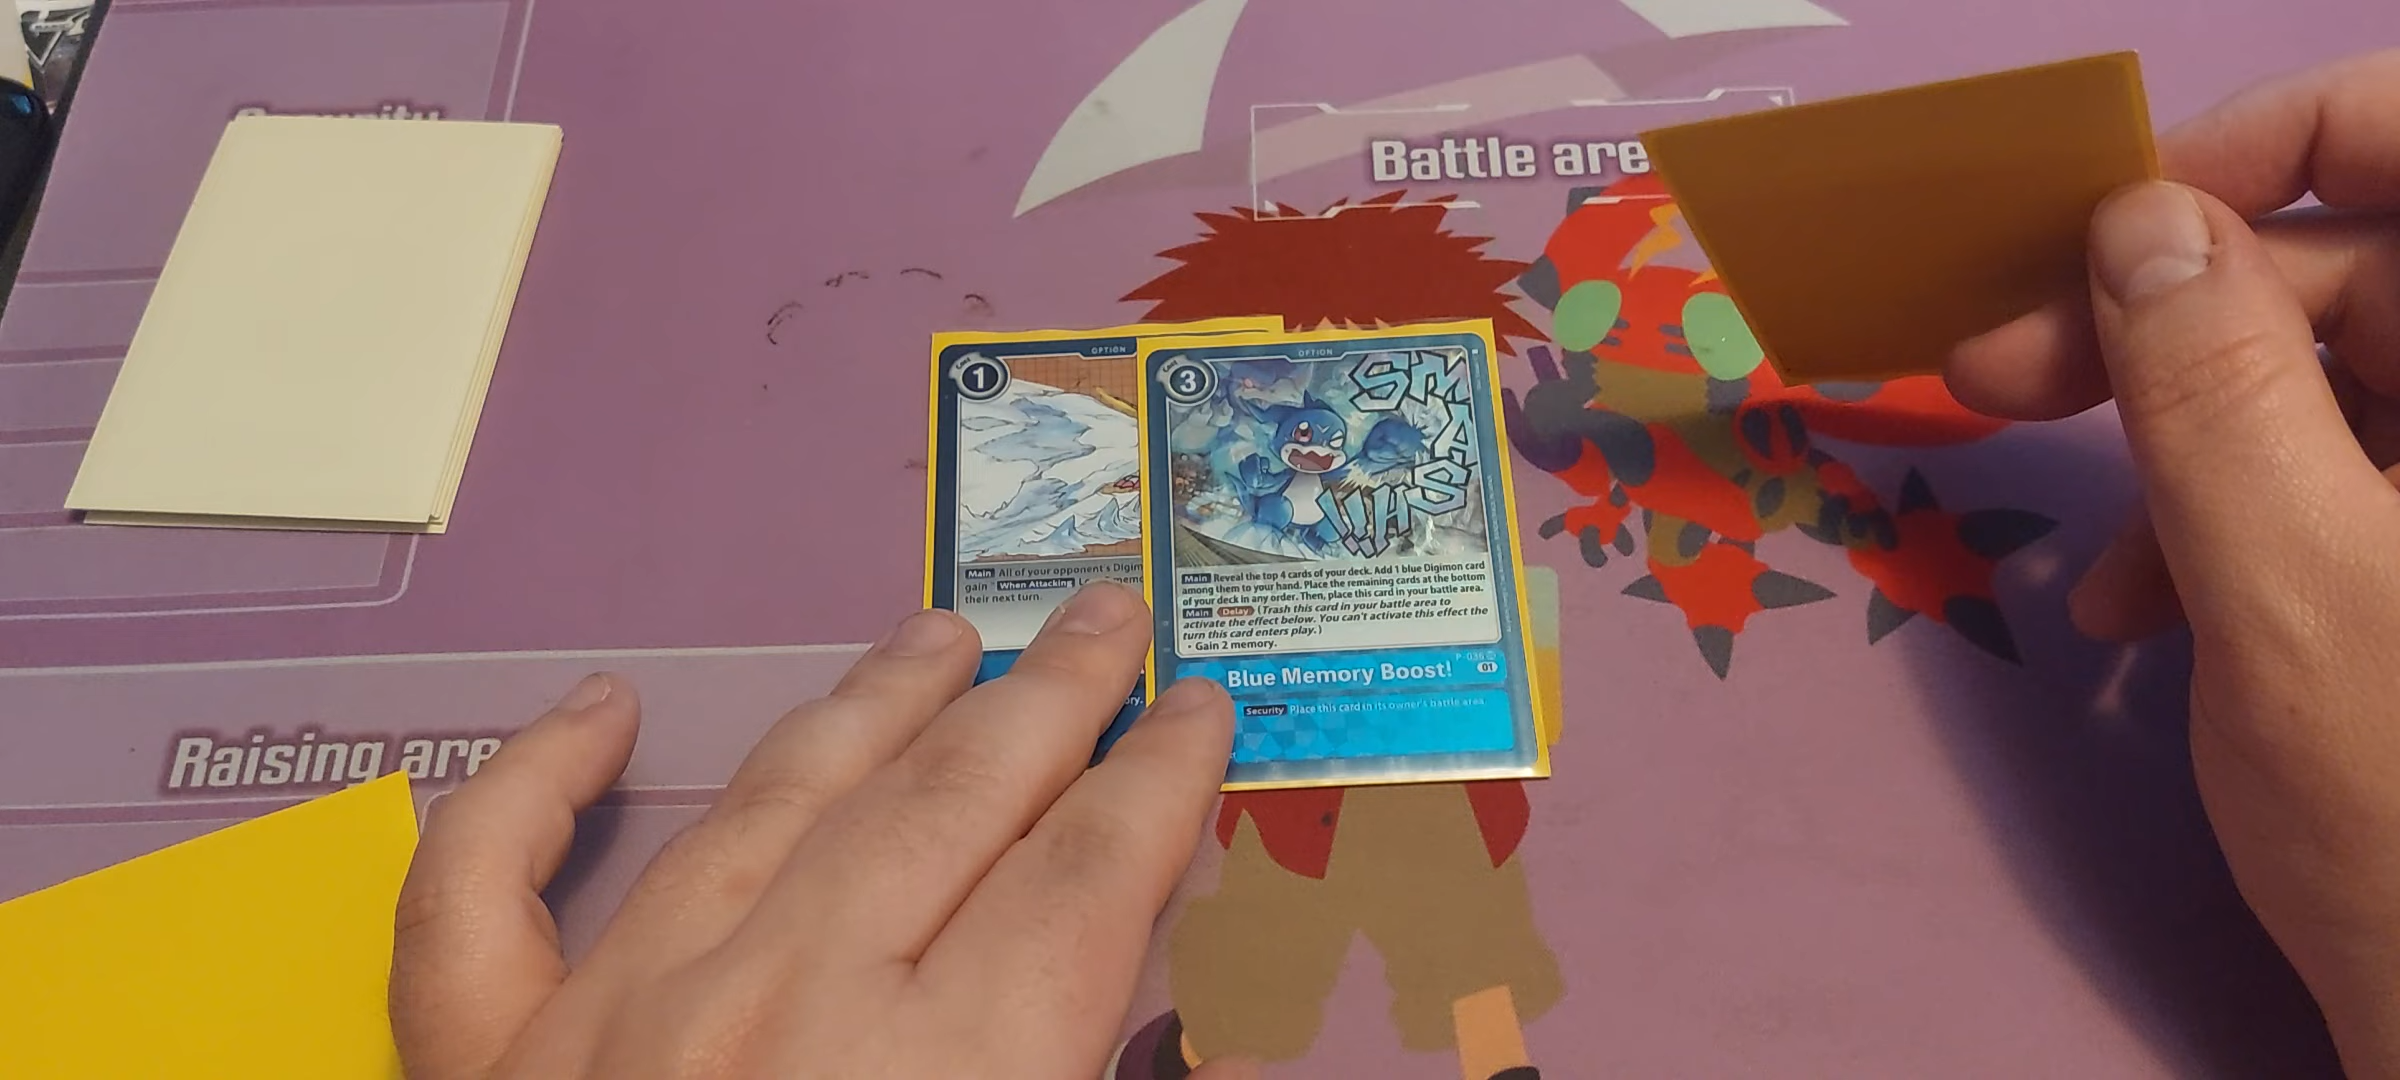 Security
Battle are
OPTION
1
Main All of your opponent's Digim
gain " When Attacking
their next turn.
ory.
OPTION
3
SMASH!!
Main Reveal the top 4 cards of your deck. Add 1 blue Digimon card
among them to your hand. Place the remaining cards at the bottom
of your deck in any order. Then, place this card in your battle area.
Main Delay (Trash this card in your battle area to
activate the effect below. You can't activate this effect the
turn this card enters play.)
• Gain 2 memory.
P-036
Blue Memory Boost! 01
Security Place this card in its owner's battle area.
Raising are